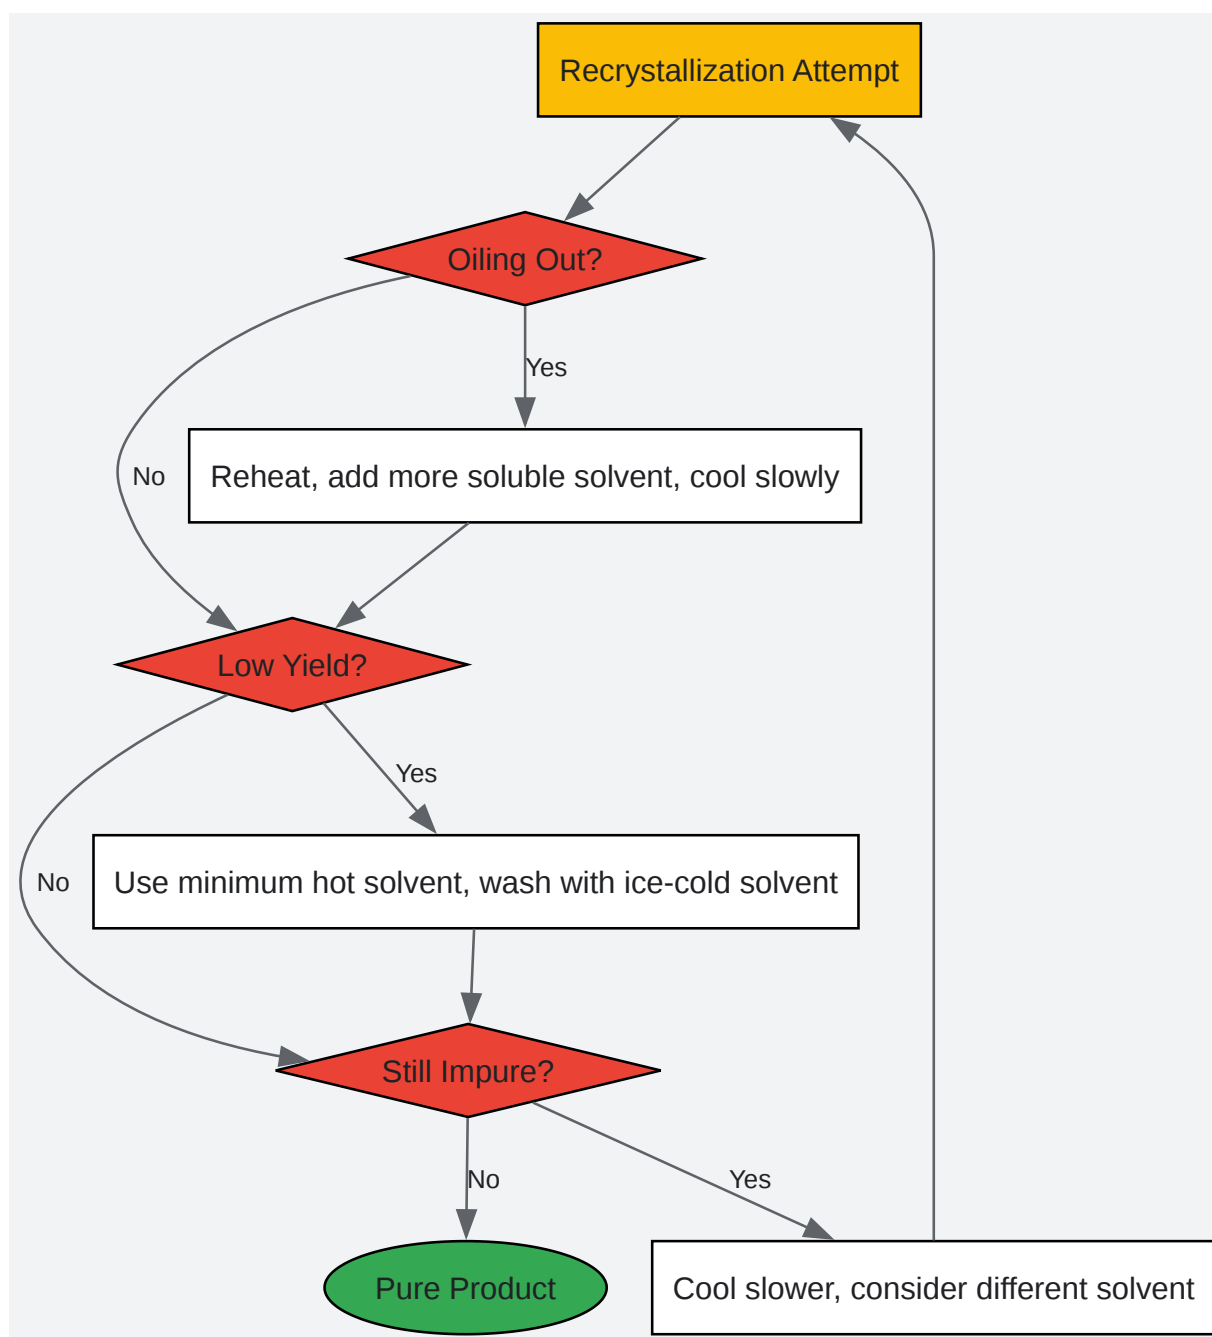 Recrystallization Attempt
Oiling Out?
Yes
No
Reheat, add more soluble solvent, cool slowly
Low Yield?
Yes
No
Use minimum hot solvent, wash with ice-cold solvent
Still Impure?
No
Yes
Pure Product
Cool slower, consider different solvent